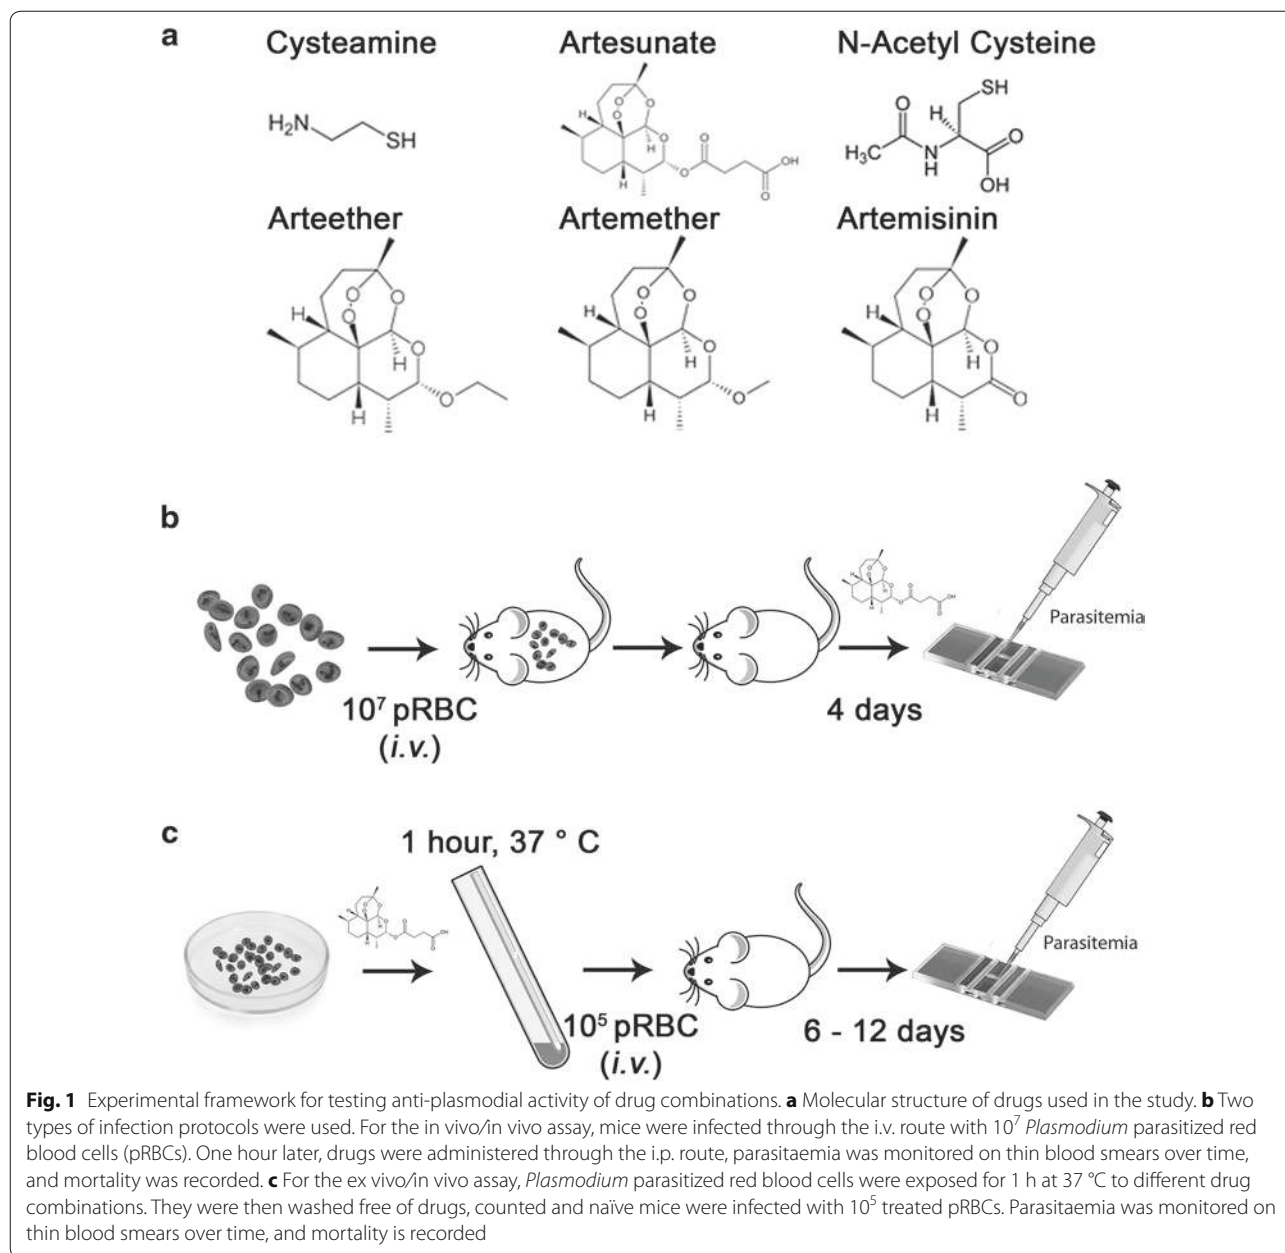 a
Cysteamine Artesunate N-Acetyl Cysteine
H₂N SH
H O O O O H O H O O O OH
O SH H H₃C N H O OH
Arteether Artemether Artemisinin
H O O O O H H O
H O O O O H H O
H O O O O H H O
b
10⁷ pRBC
(i.v.)
4 days
Parasitemia
c
1 hour, 37 ° C
10⁵ pRBC
(i.v.)
6 - 12 days
Parasitemia
Fig. 1 Experimental framework for testing anti-plasmodial activity of drug combinations. a Molecular structure of drugs used in the study. b Two
types of infection protocols were used. For the in vivo/in vivo assay, mice were infected through the i.v. route with 10⁷ Plasmodium parasitized red
blood cells (pRBCs). One hour later, drugs were administered through the i.p. route, parasitaemia was monitored on thin blood smears over time,
and mortality was recorded. c For the ex vivo/in vivo assay, Plasmodium parasitized red blood cells were exposed for 1 h at 37 °C to different drug
combinations. They were then washed free of drugs, counted and naïve mice were infected with 10⁵ treated pRBCs. Parasitaemia was monitored on
thin blood smears over time, and mortality is recorded